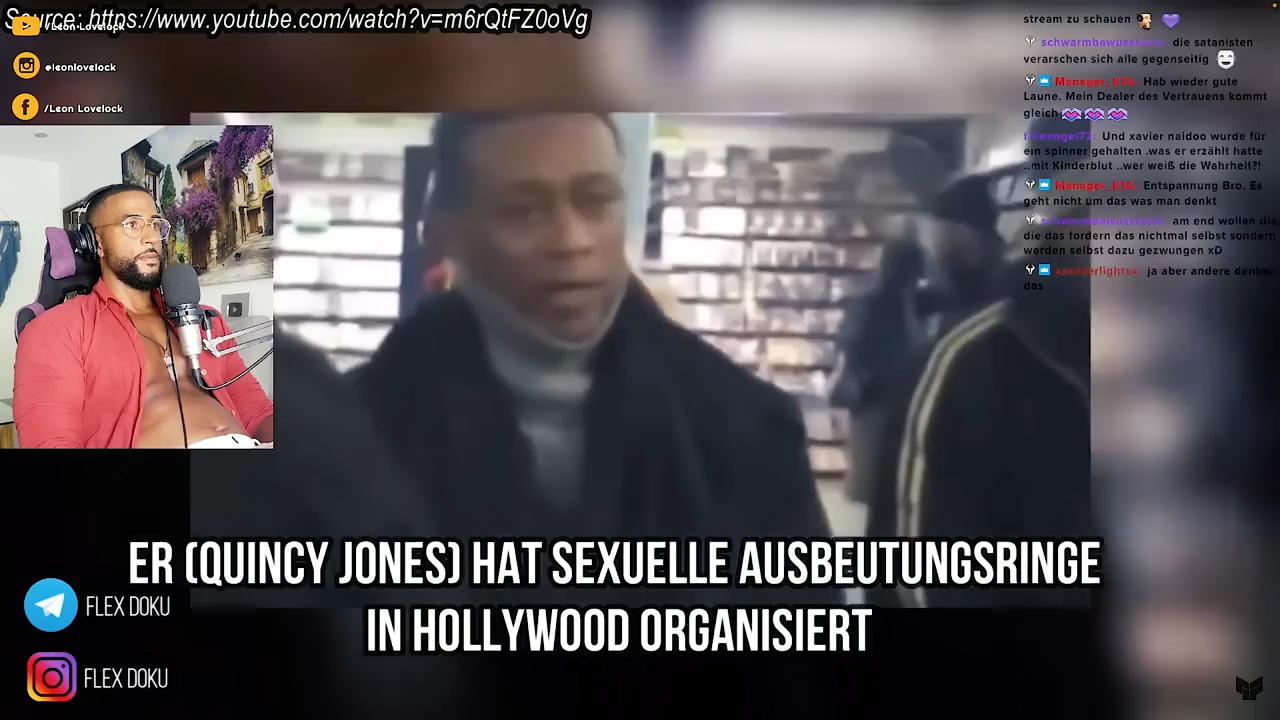 Source: https://www.youtube.com/watch?v=m6rQtFZ0oVg
/Leon Lovelock
@leonlovelock
/Leon Lovelock
stream zu schauen
die satanisten
verarschen sich alle gegenseitig
Manager_ Hab wieder gute
Laune. Mein Dealer des Vertrauens kommt
gleich
Und xavier naidoo wurde für
ein spinner gehalten .was er erzählt hatte
..mit Kinderblut ..wer weiß die Wahrheit?!
Manager_ Entspannung Bro. Es
geht nicht um das was man denkt
am end wollen die
die das fordern das nichtmal selbst sondern
werden selbst dazu gezwungen xD
ja aber andere denken
das
ER (QUINCY JONES) HAT SEXUELLE AUSBEUTUNGSRINGE
IN HOLLYWOOD ORGANISIERT
FLEX DOKU
FLEX DOKU